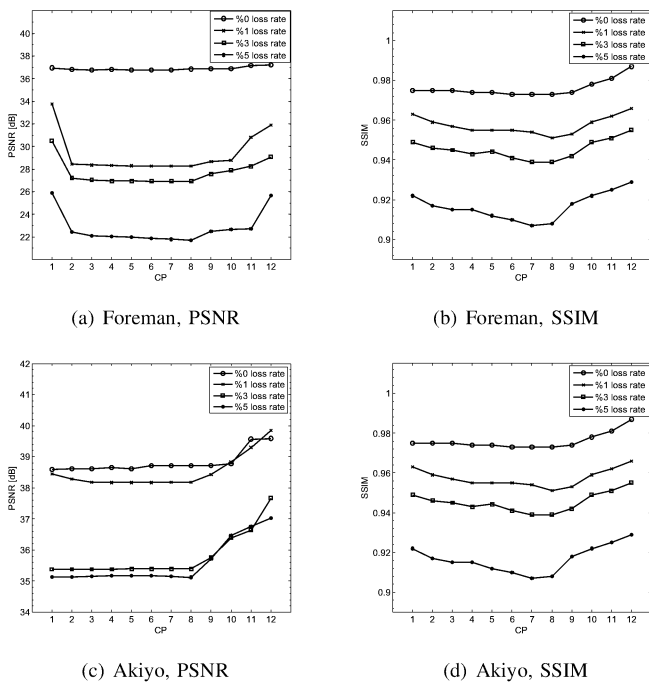 %0 loss rate
%1 loss rate
%3 loss rate
%5 loss rate
42
40
38
36
34
32
30
28
26
24
22
PSNR [dB]
1 2 3 4 5 6 7 8 9 10 11 12
CP
(a) Foreman, PSNR
%0 loss rate
%1 loss rate
%3 loss rate
%5 loss rate
1
0.98
0.96
0.94
0.92
0.9
SSIM
1 2 3 4 5 6 7 8 9 10 11 12
CP
(b) Foreman, SSIM
%0 loss rate
%1 loss rate
%3 loss rate
%5 loss rate
42
41
40
39
38
37
36
35
34
PSNR [dB]
1 2 3 4 5 6 7 8 9 10 11 12
CP
(c) Akiyo, PSNR
%0 loss rate
%1 loss rate
%3 loss rate
%5 loss rate
1
0.98
0.96
0.94
0.92
0.9
SSIM
1 2 3 4 5 6 7 8 9 10 11 12
CP
(d) Akiyo, SSIM